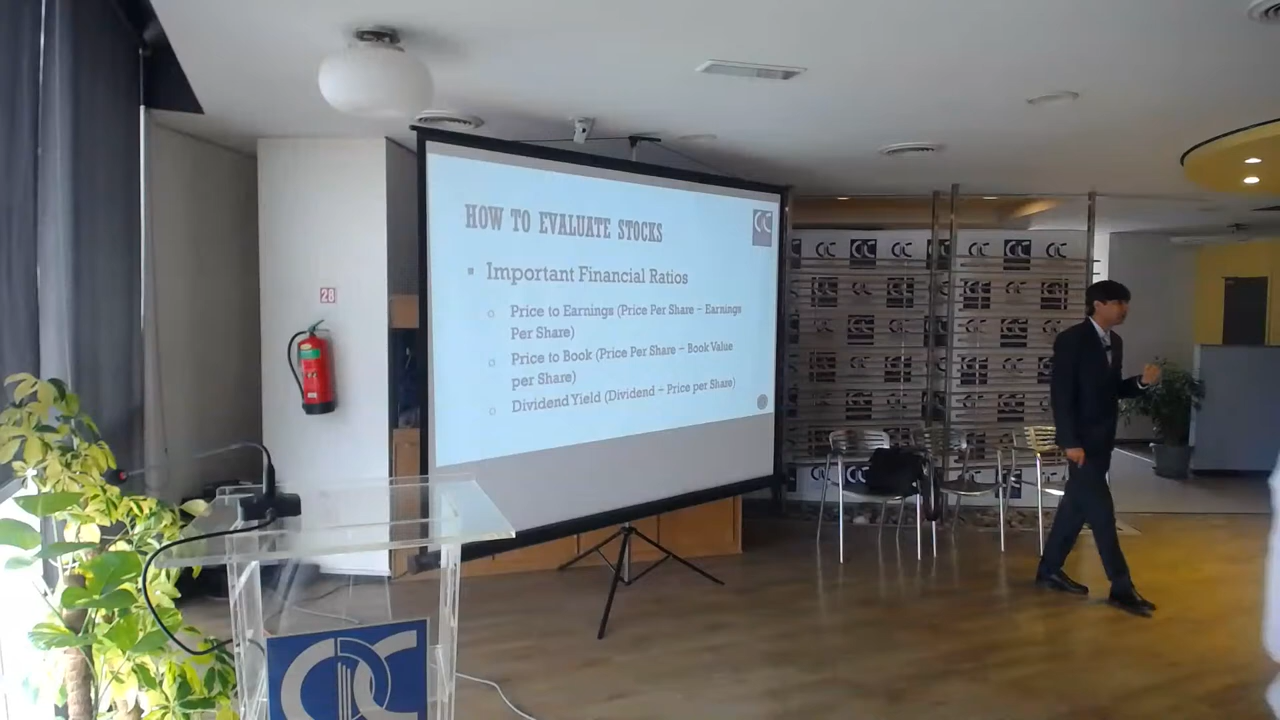 28
HOW TO EVALUATE STOCKS
▪ Important Financial Ratios
○ Price to Earnings (Price Per Share – Earnings
Per Share)
○ Price to Book (Price Per Share – Book Value
per Share)
○ Dividend Yield (Dividend – Price per Share)